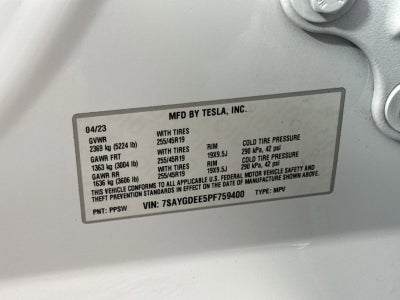 MFD BY TESLA, INC.
04/23
GVWR WITH TIRES
2369 kg (5224 lb) 255/45R19 RIM COLD TIRE PRESSURE
GAWR FRT WITH TIRES 19X9.5J 290 kPa, 42 psi
1363 kg (3004 lb) 255/45R19 RIM COLD TIRE PRESSURE
GAWR RR WITH TIRES 19X9.5J 290 kPa, 42 psi
1636 kg (3606 lb) 255/45R19
THIS VEHICLE CONFORMS TO ALL APPLICABLE U.S. FEDERAL MOTOR VEHICLE SAFETY AND
THEFT PREVENTION STANDARDS IN EFFECT ON THE DATE OF MANUFACTURE SHOWN ABOVE.
PNT: PPSW VIN: 7SAYGDEE5PF759400 TYPE: MPV